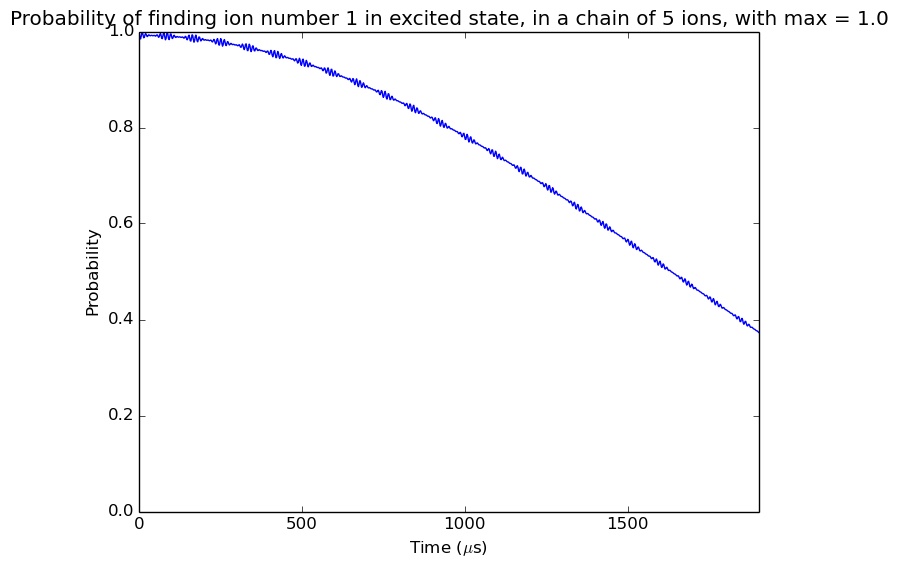 Probability of finding ion number 1 in excited state, in a chain of 5 ions, with max = 1.0
1.0
0.8
0.6
0.4
0.2
0.0
Probability
0 500 1000 1500
Time (μs)